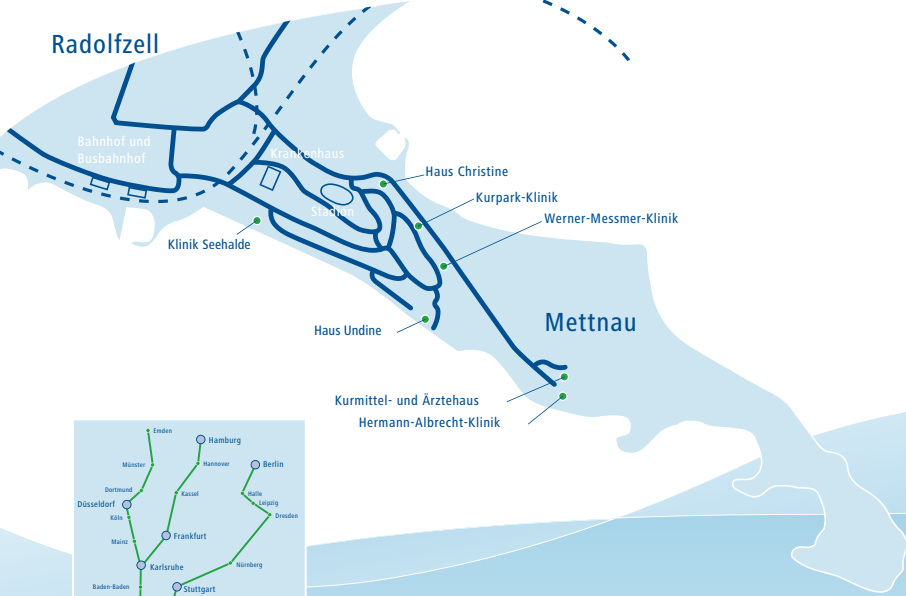 Radolfzell
Bahnhof und
Busbahnhof
Krankenhaus
Haus Christine
Kurpark-Klinik
Stadion
Werner-Messmer-Klinik
Klinik Seehalde
Haus Undine
Mettnau
Kurmittel- und Ärztehaus
Hermann-Albrecht-Klinik
Emden
Hamburg
Münster
Hannover
Berlin
Dortmund
Kassel
Halle
Düsseldorf
Leipzig
Köln
Dresden
Frankfurt
Mainz
Karlsruhe
Nürnberg
Baden-Baden
Stuttgart